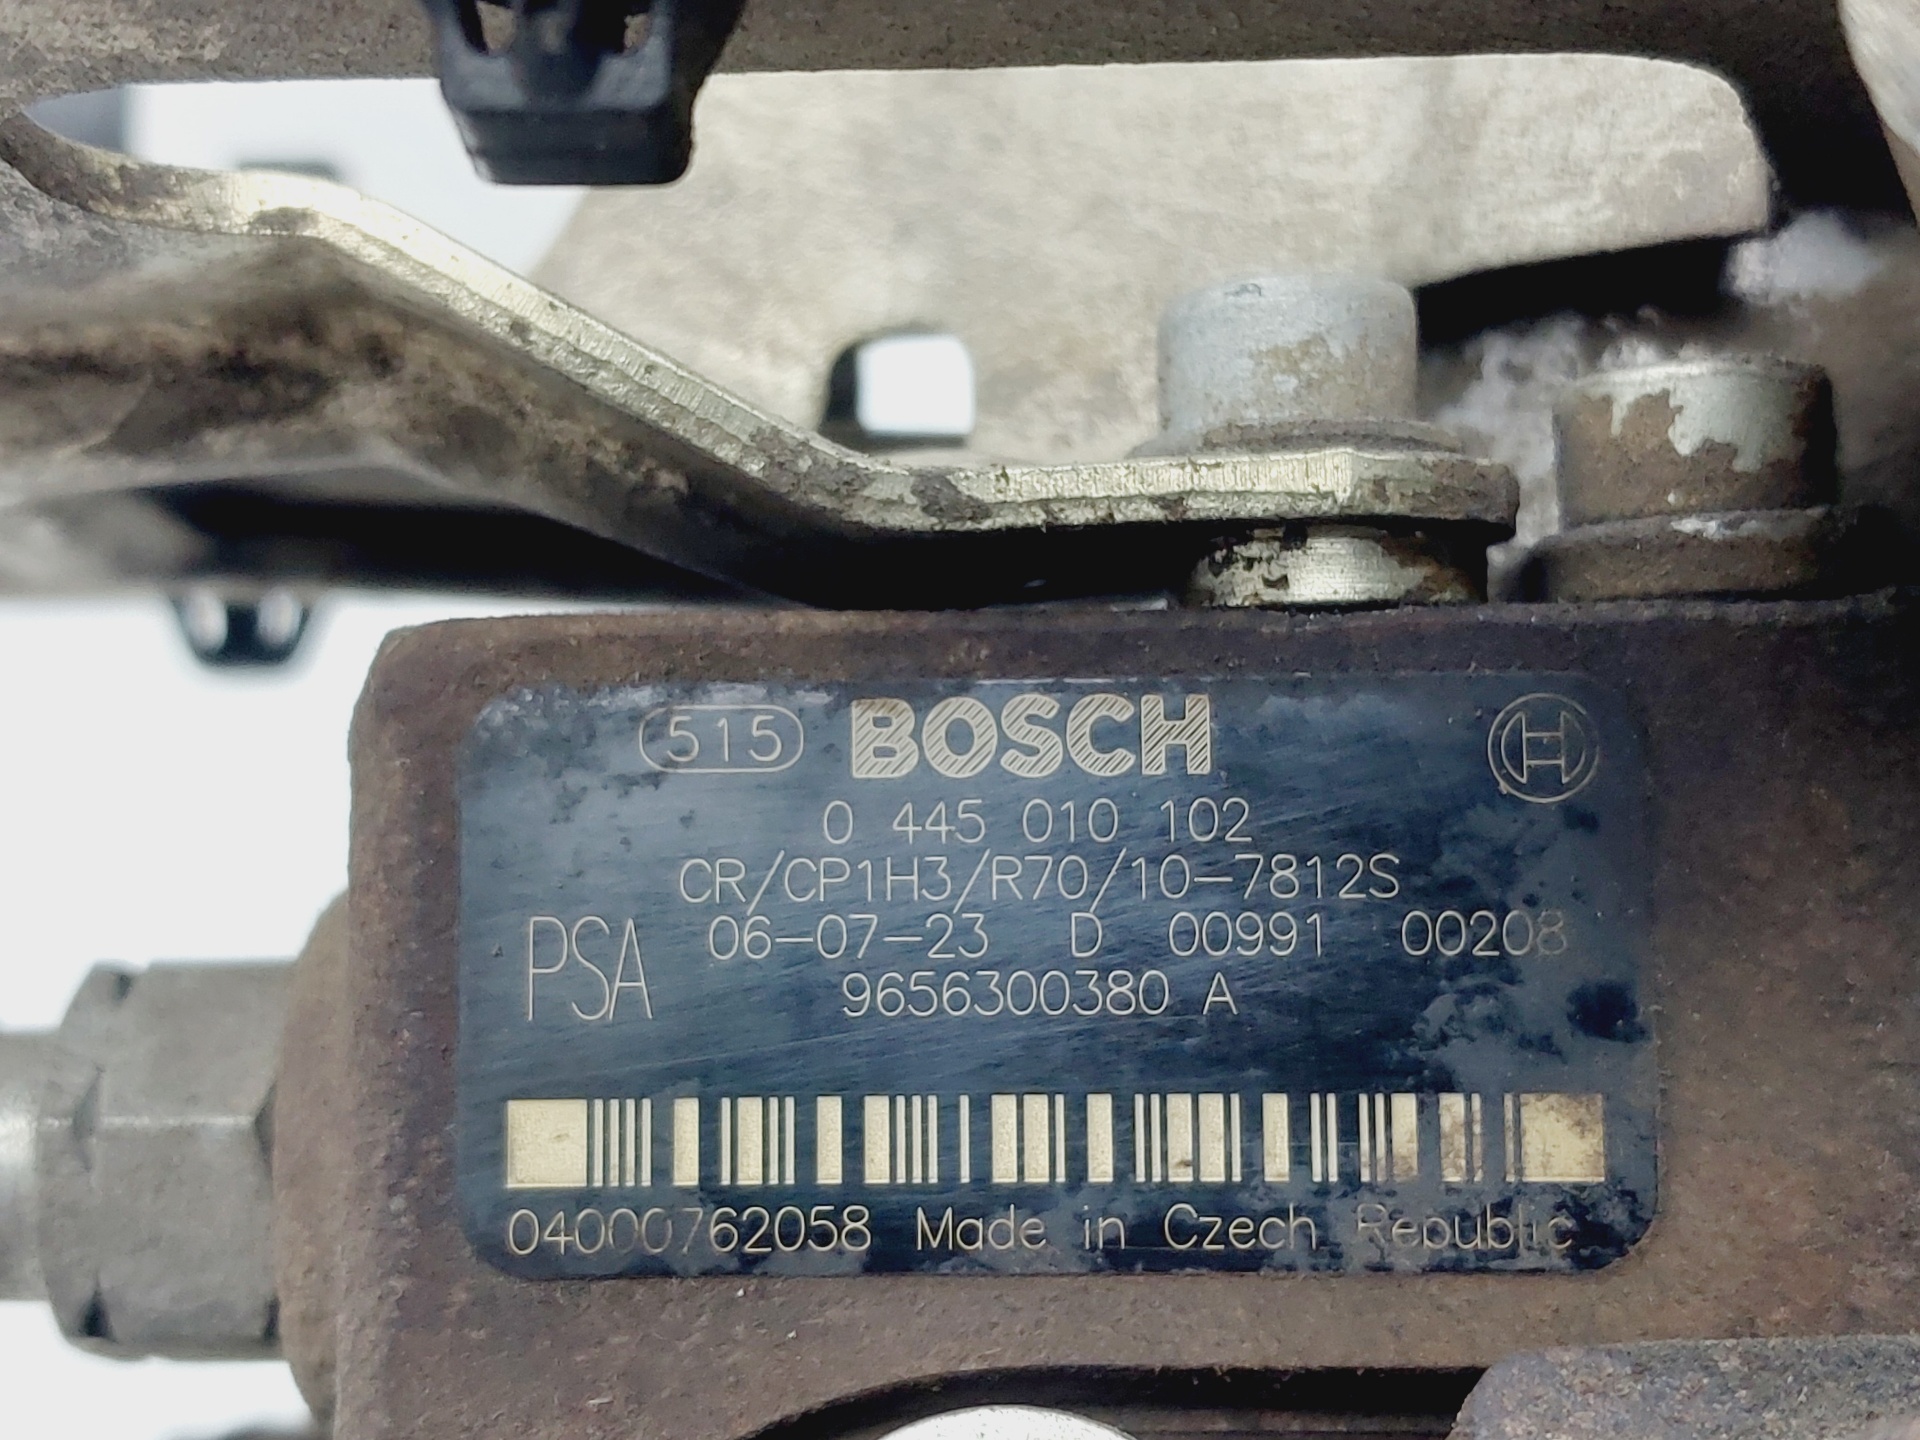 515 BOSCH
0 445 010 102
CR/CP1H3/R70/10-7812S
06-07-23 D 00991 00208
PSA 9656300380 A
04000762058 Made in Czech Republic